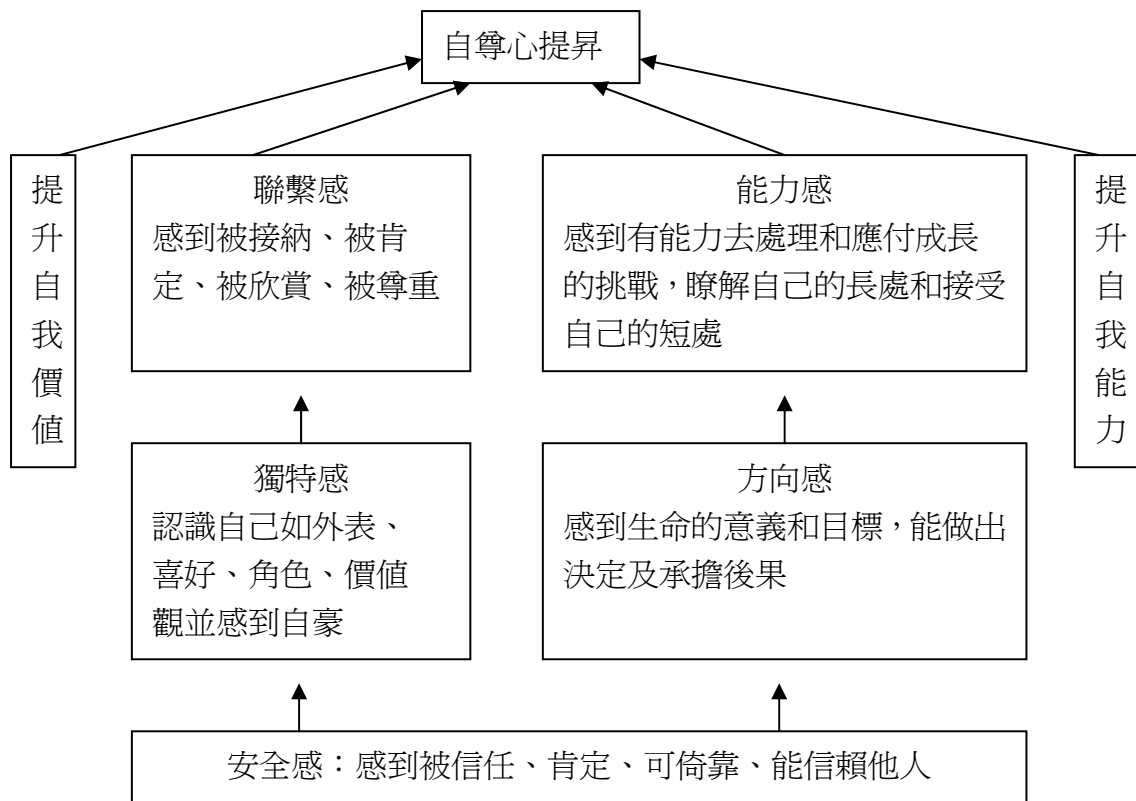 自尊心提昇
提升自我價值
聯繫感
感到被接納、被肯
定、被欣賞、被尊重
能力感
感到有能力去處理和應付成長
的挑戰，瞭解自己的長處和接受
自己的短處
提升自我能力
獨特感
認識自己如外表、
喜好、角色、價值
觀並感到自豪
方向感
感到生命的意義和目標，能做出
決定及承擔後果
安全感：感到被信任、肯定、可倚靠、能信賴他人